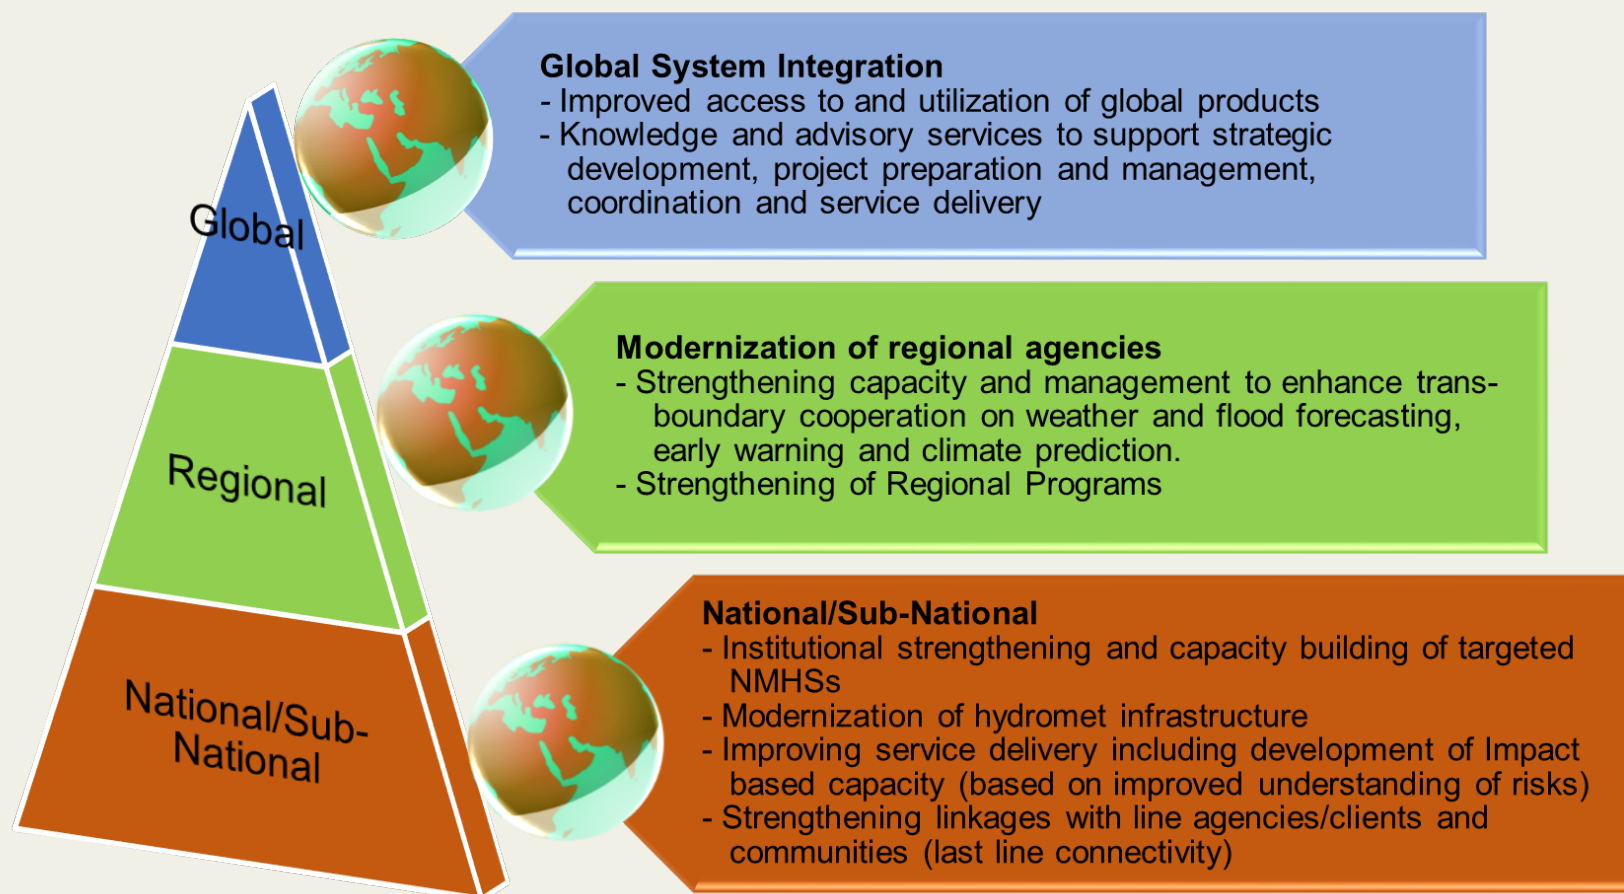 Global System Integration
- Improved access to and utilization of global products
- Knowledge and advisory services to support strategic
development, project preparation and management,
coordination and service delivery
Global
Modernization of regional agencies
- Strengthening capacity and management to enhance trans-
boundary cooperation on weather and flood forecasting,
early warning and climate prediction.
- Strengthening of Regional Programs
Regional
National/Sub-National
- Institutional strengthening and capacity building of targeted
NMHSs
- Modernization of hydromet infrastructure
- Improving service delivery including development of Impact
based capacity (based on improved understanding of risks)
- Strengthening linkages with line agencies/clients and
communities (last line connectivity)
National/Sub-
National